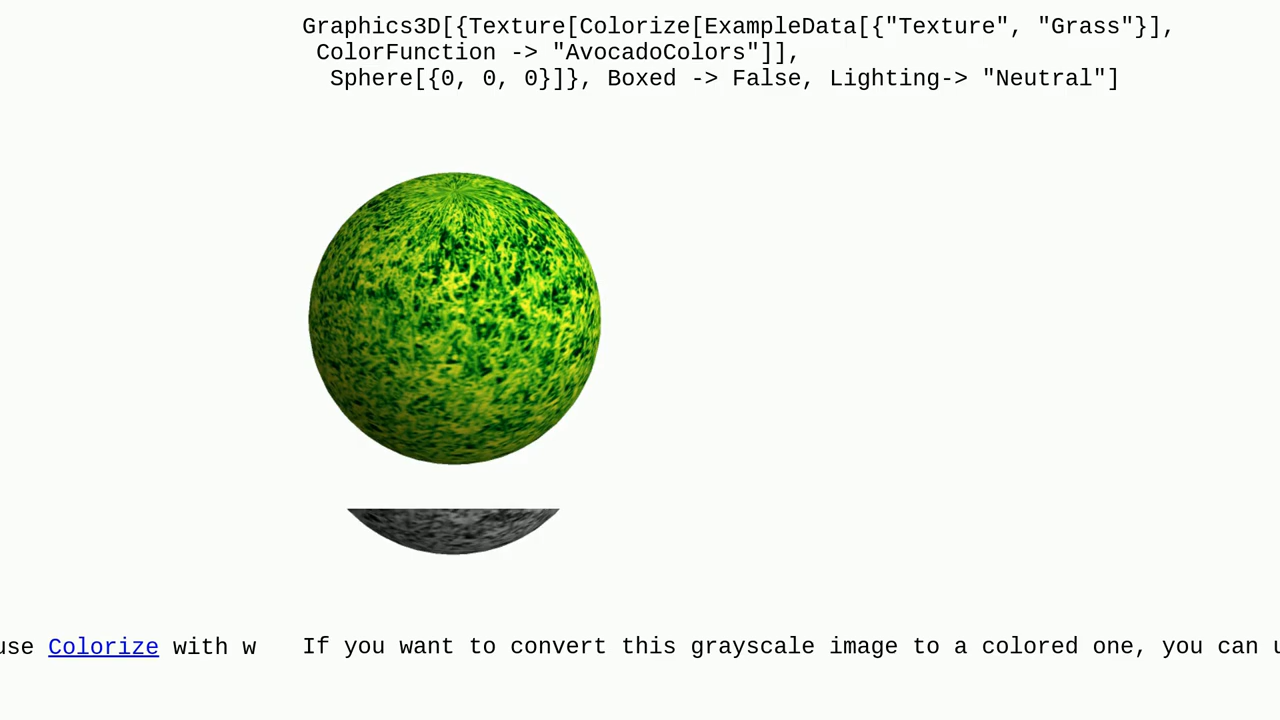 Graphics3D[{Texture[Colorize[ExampleData[{"Texture", "Grass"}],
ColorFunction -> "AvocadoColors"]],
Sphere[{0, 0, 0}]}, Boxed -> False, Lighting-> "Neutral"]
use Colorize with w
If you want to convert this grayscale image to a colored one, you can u